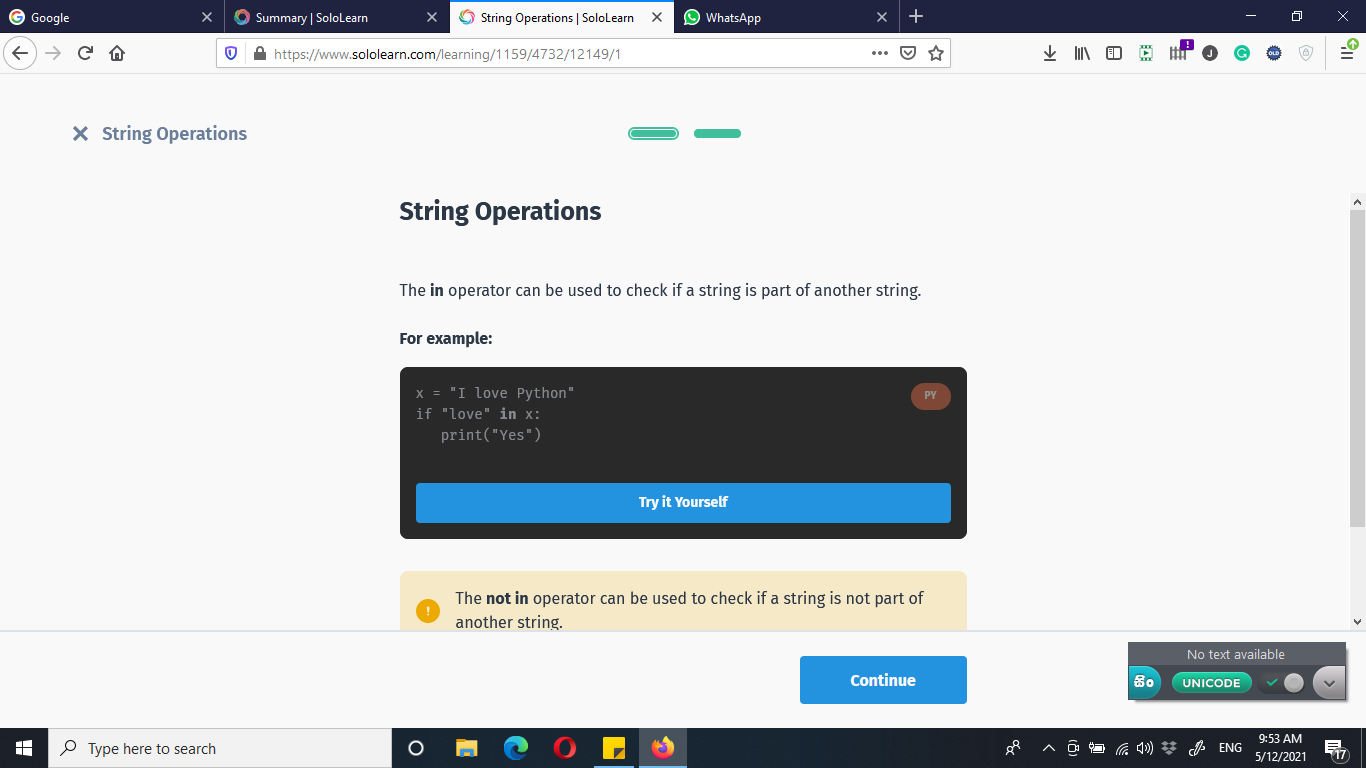 Google
Summary | SoloLearn
String Operations | SoloLearn
WhatsApp
https://www.sololearn.com/learning/1159/4732/12149/1
String Operations
String Operations
The in operator can be used to check if a string is part of another string.
For example:
x = "I love Python"
PY
if "love" in x:
print("Yes")
Try it Yourself
! The not in operator can be used to check if a string is not part of
another string.
Continue
No text available
UNICODE
Type here to search
ENG
9:53 AM
5/12/2021
17